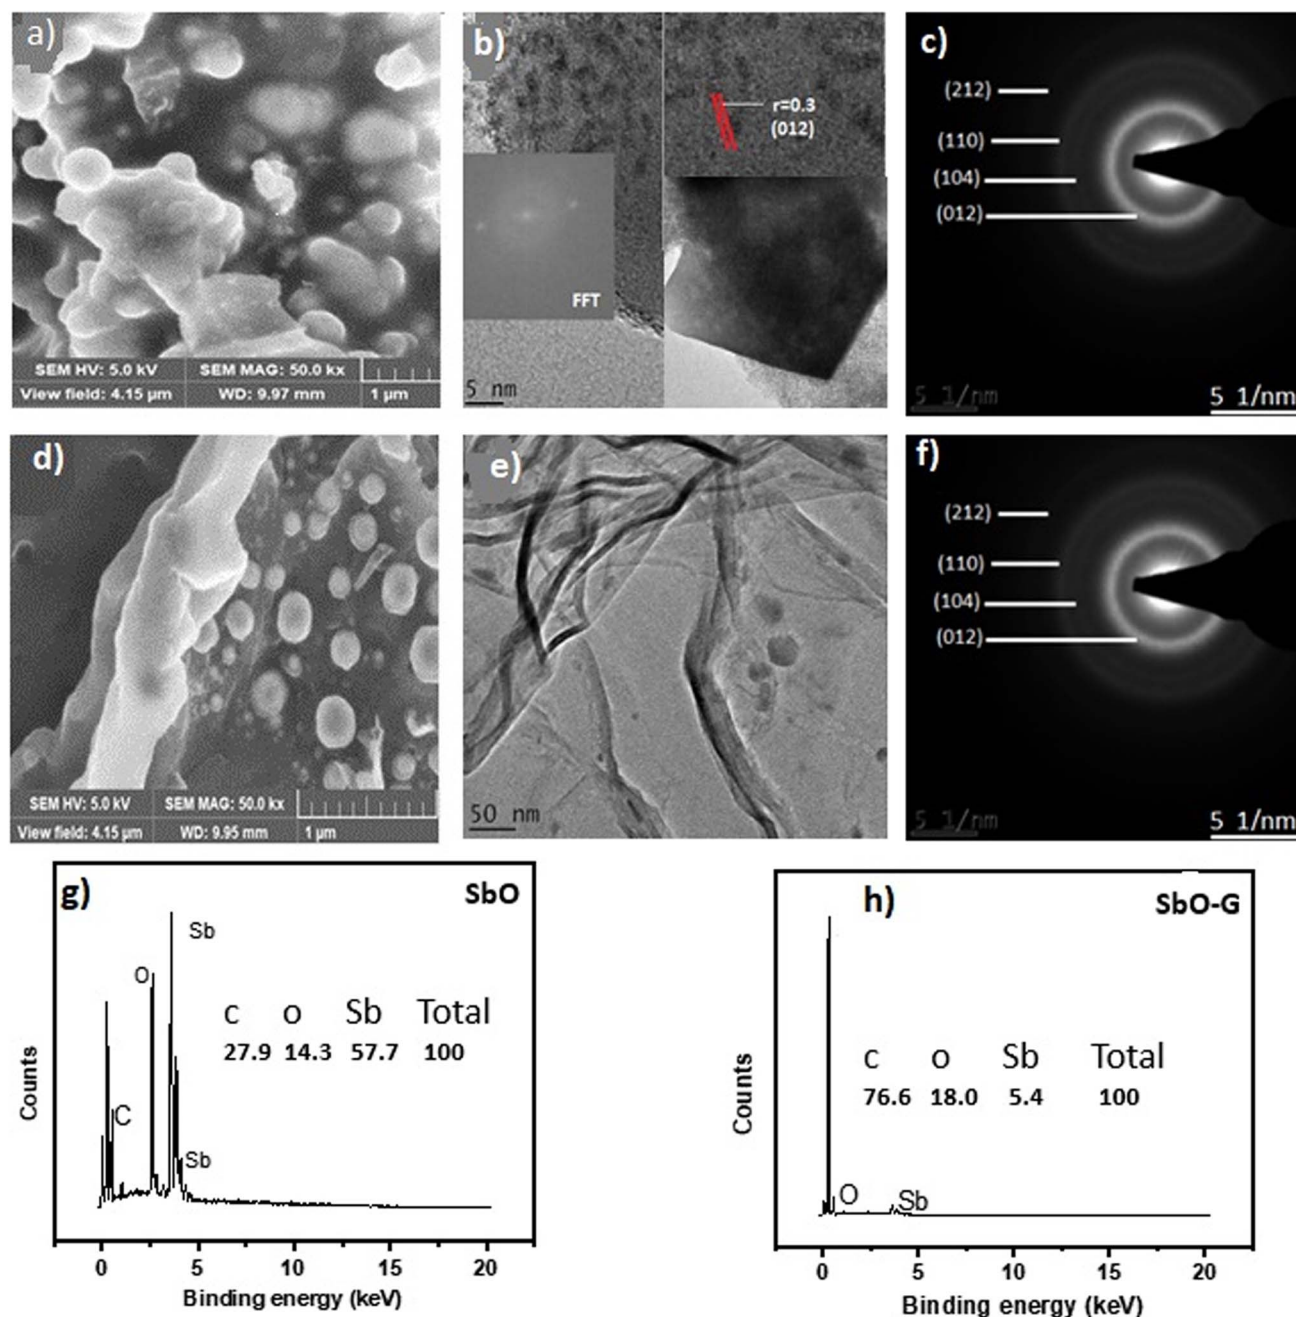 a)
SEM HV: 5.0 kV SEM MAG: 50.0 kx
View field: 4.15 µm WD: 9.97 mm 1 µm
b)
r=0.3
(012)
FFT
5 nm
c)
(212)
(110)
(104)
(012)
5 1/nm 5 1/nm
d)
SEM HV: 5.0 kV SEM MAG: 50.0 kx
View field: 4.15 µm WD: 9.95 mm 1 µm
e)
50 nm
f)
(212)
(110)
(104)
(012)
5 1/nm 5 1/nm
g) SbO
Sb
O
C
Sb
c o Sb Total
27.9 14.3 57.7 100
Counts
0 5 10 15 20
Binding energy (keV)
h) SbO-G
c o Sb Total
76.6 18.0 5.4 100
O Sb
Counts
0 5 10 15 20
Binding energy (keV)